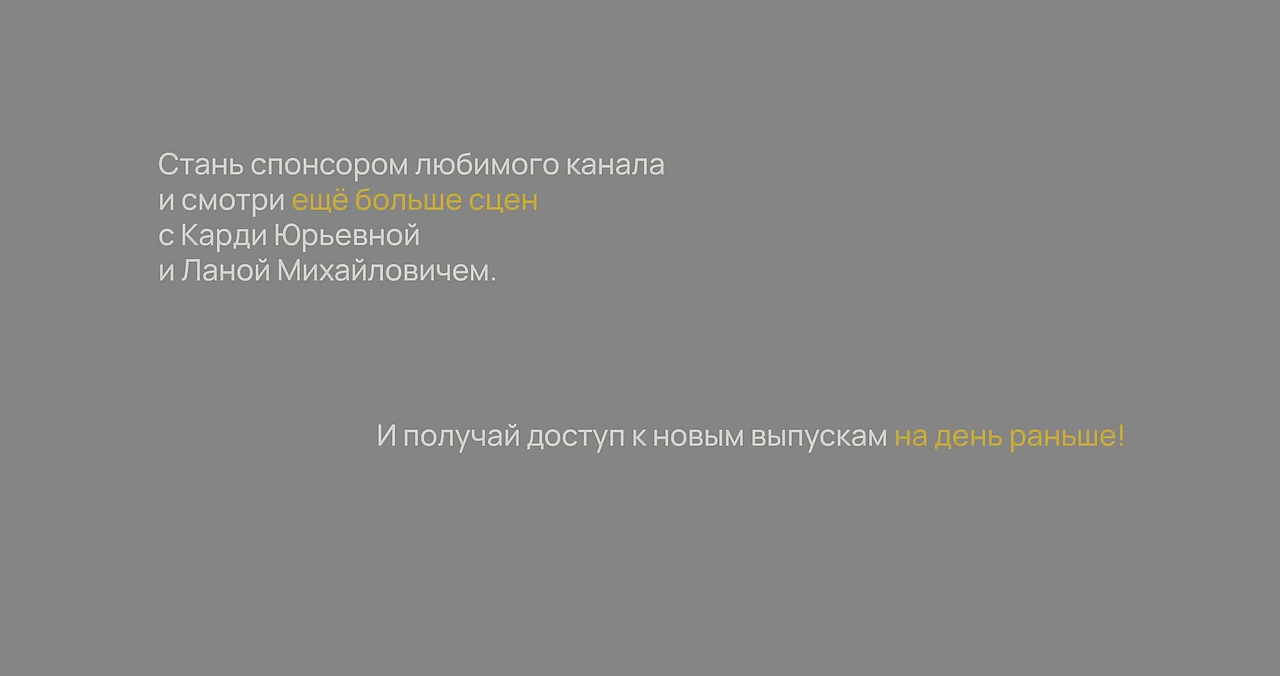 Стань спонсором любимого канала
и смотри ещё больше сцен
с Карди Юрьевной
и Ланой Михайловичем.
И получай доступ к новым выпускам на день раньше!